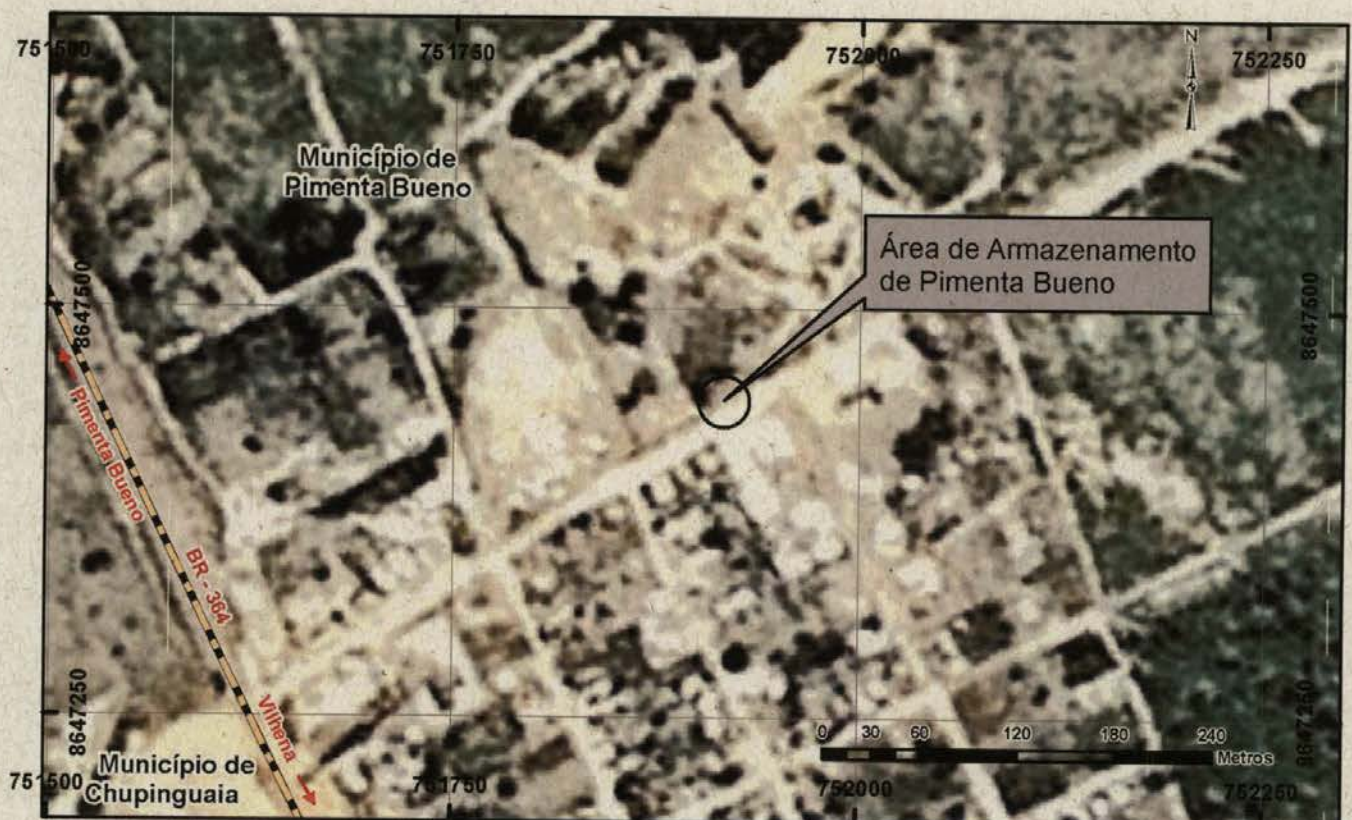 751500
751750
752000
752250
N
Município de
Pimenta Bueno
Área de Armazenamento
de Pimenta Bueno
8647500
8647500
Pimenta Bueno
BR - 364
Vilhena
8647250
8647250
0 30 60 120 180 240
Metros
Município de
Chupinguaia
751500
751750
752000
752250